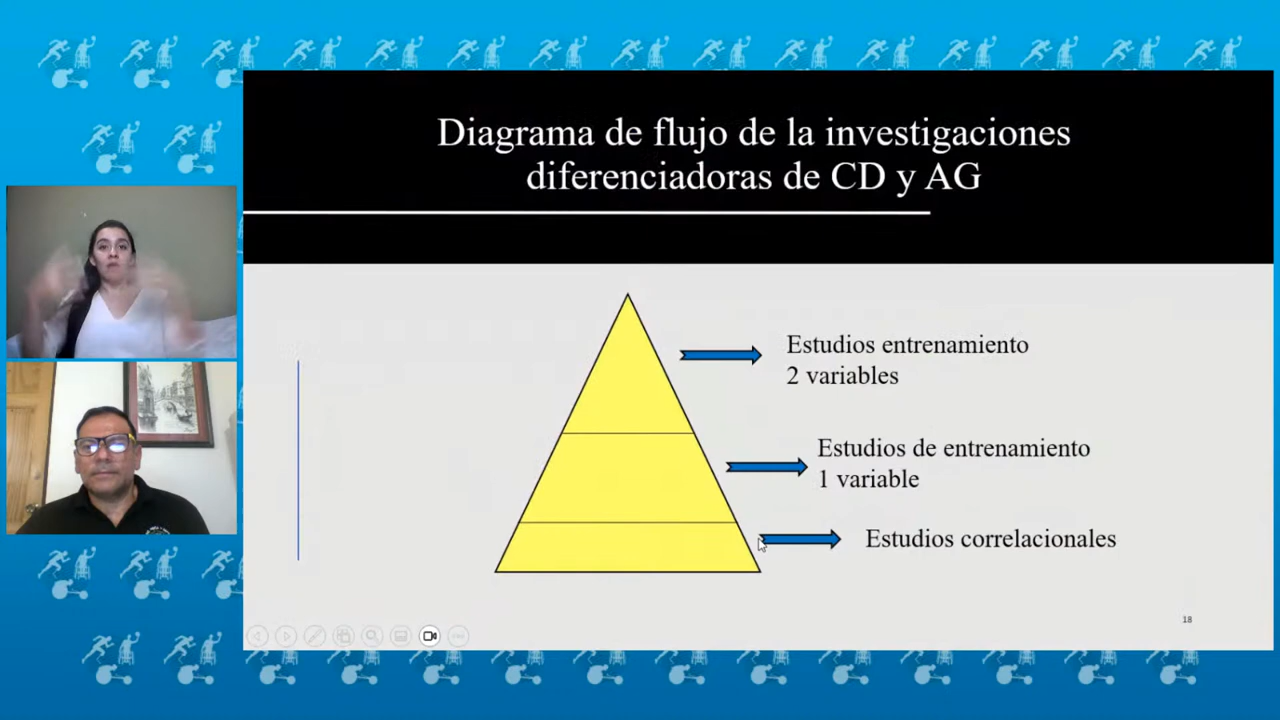 Diagrama de flujo de la investigaciones
diferenciadoras de CD y AG
Estudios entrenamiento
2 variables
Estudios de entrenamiento
1 variable
Estudios correlacionales
18